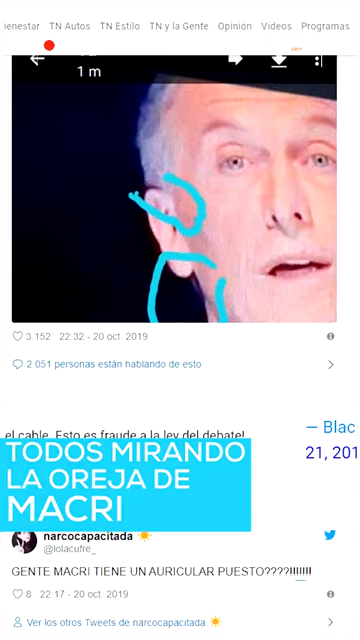 ienestar TN Autos TN Estilo TN y la Gente Opinión Videos Programas
1 m
3 152 22:32 - 20 oct. 2019
2 051 personas están hablando de esto
el cable. Esto es fraude a la ley del debate!
— Blac
21, 201
TODOS MIRANDO
LA OREJA DE
MACRI
narcocapacitada
@lolacufre_
GENTE MACRI TIENE UN AURICULAR PUESTO????!!!!!!!
8 22:17 - 20 oct. 2019
Ver los otros Tweets de narcocapacitada